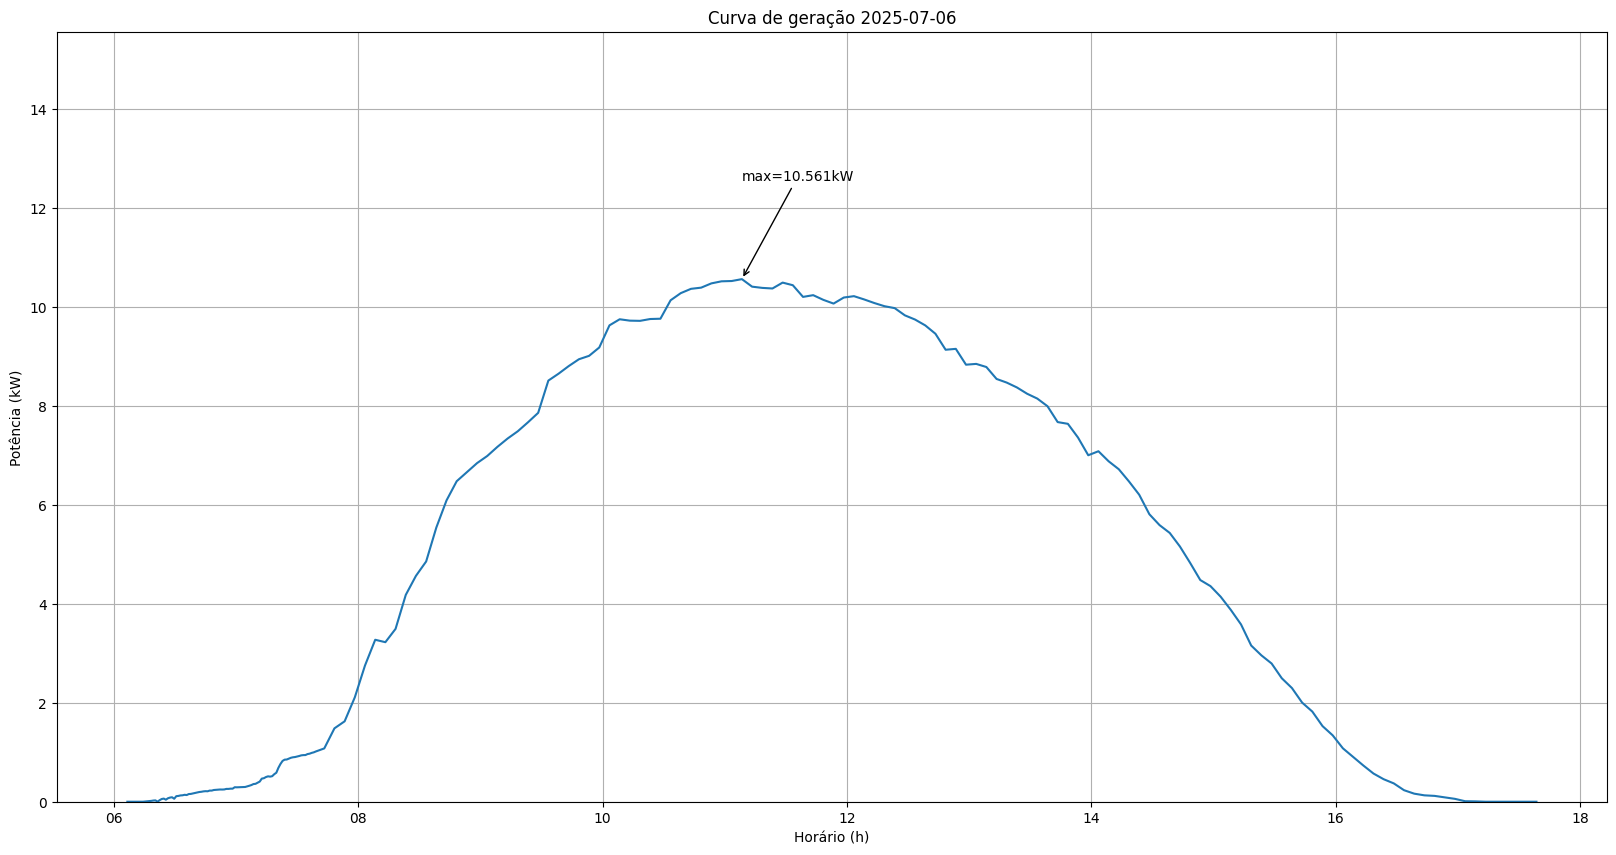 Curva de geração 2025-07-06
14
max=10.561kW
12
10
8
Potência (kW)
6
4
2
0
06 08 10 12 14 16 18
Horário (h)